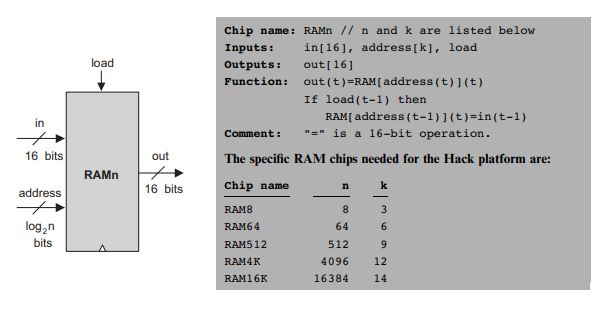 load
in
16 bits
RAMn
out
16 bits
address
log2n
bits
Chip name: RAMn // n and k are listed below
Inputs: in[16], address[k], load
Outputs: out[16]
Function: out(t)=RAM[address(t)](t)
If load(t-1) then
RAM[address(t-1)](t)=in(t-1)
Comment: "=" is a 16-bit operation.
The specific RAM chips needed for the Hack platform are:
Chip name n k
RAM8 8 3
RAM64 64 6
RAM512 512 9
RAM4K 4096 12
RAM16K 16384 14